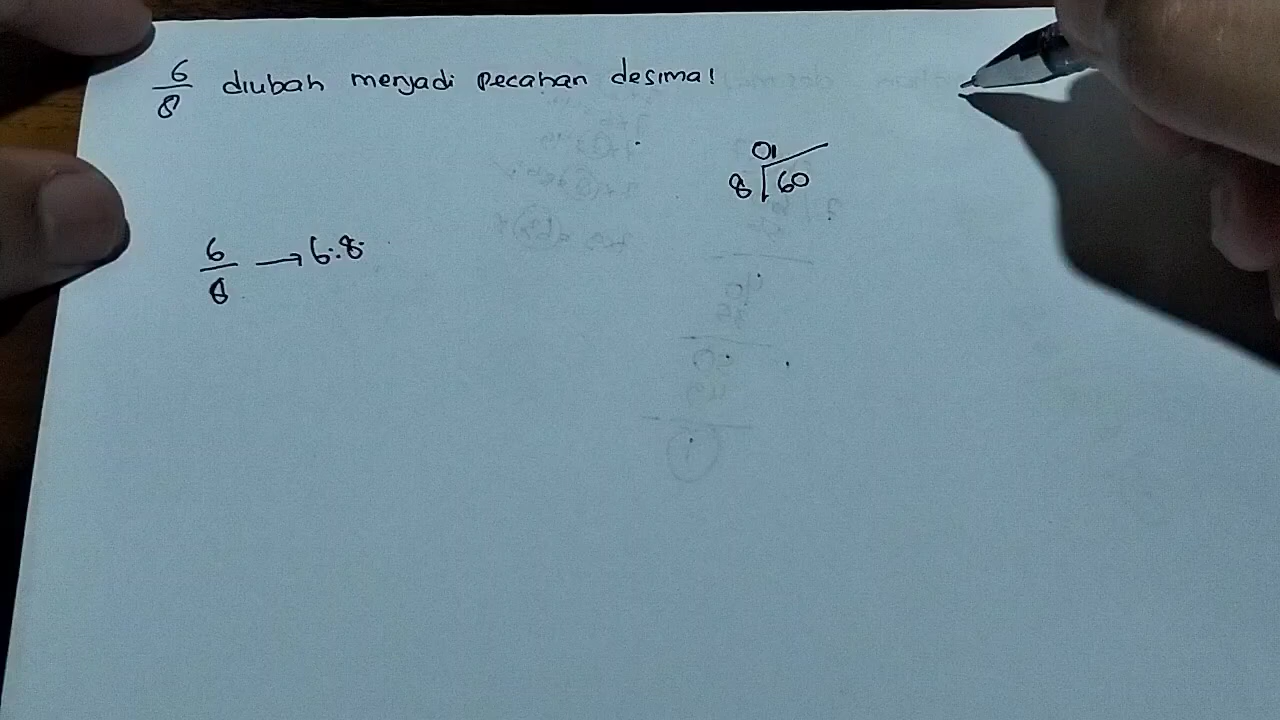 6/8 diubah menjadi pecahan desimal
0,
8 60
6/8 → 6:8